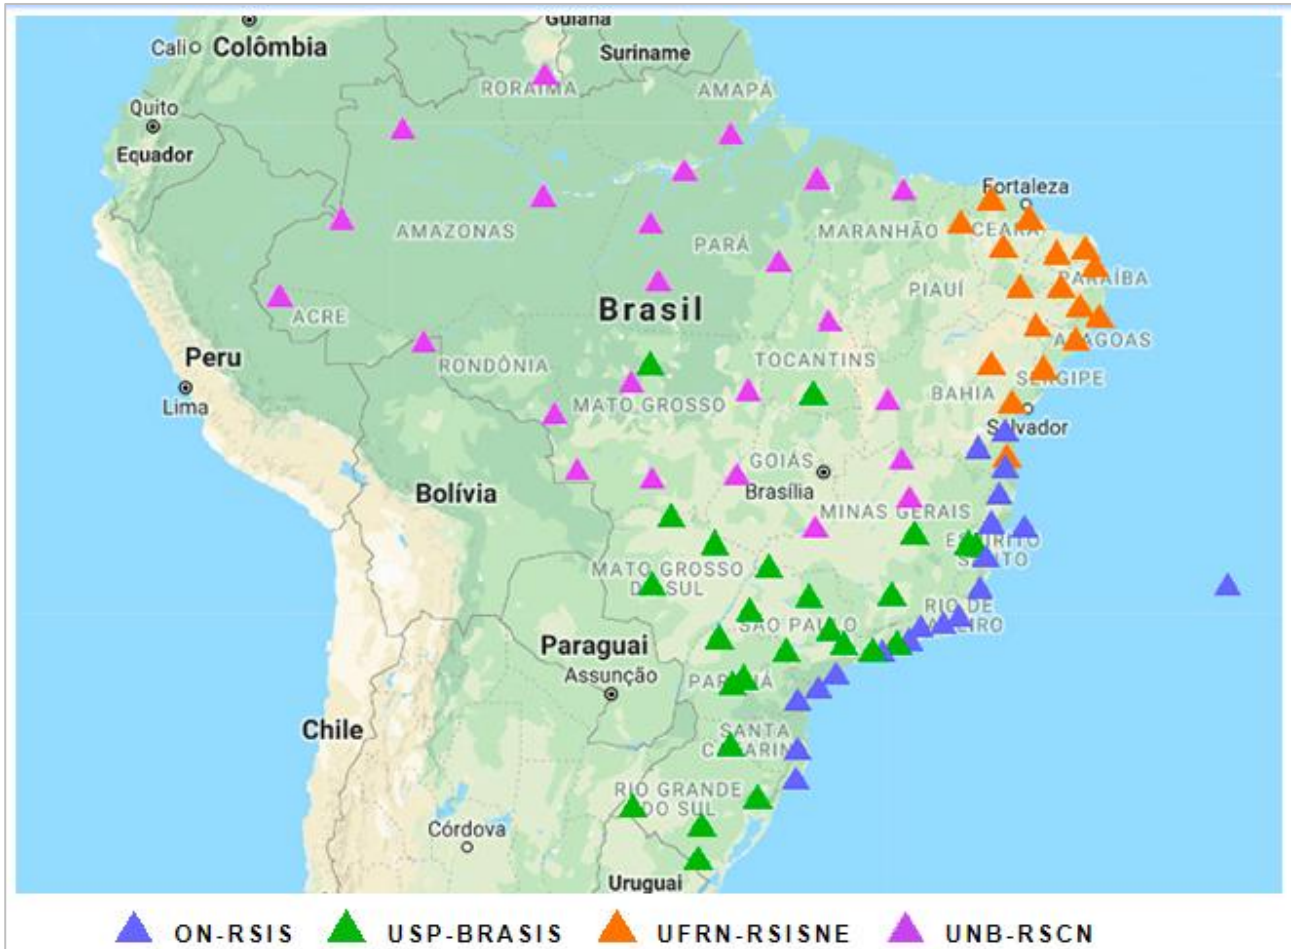 Guiana
Cali
Colômbia
Suriname
RORAIMA
AMAPÁ
Quito
Equador
Fortaleza
AMAZONAS
PARÁ
MARANHÃO
CEARÁ
PARAÍBA
PIAUÍ
Brasil
ACRE
Peru
RONDÔNIA
TOCANTINS
ALAGOAS
Lima
MATO GROSSO
BAHIA
SERGIPE
Salvador
GOIÁS
Brasília
Bolívia
MINAS GERAIS
ESPÍRITO
SANTO
MATO GROSSO
DO SUL
SÃO PAULO
RIO DE
JANEIRO
Paraguai
Assunção
PARANÁ
Chile
SANTA
CATARINA
RIO GRANDE
DO SUL
Córdova
Uruguai
ON-RSIS USP-BRASIS UFRN-RSISNE UNB-RSCN